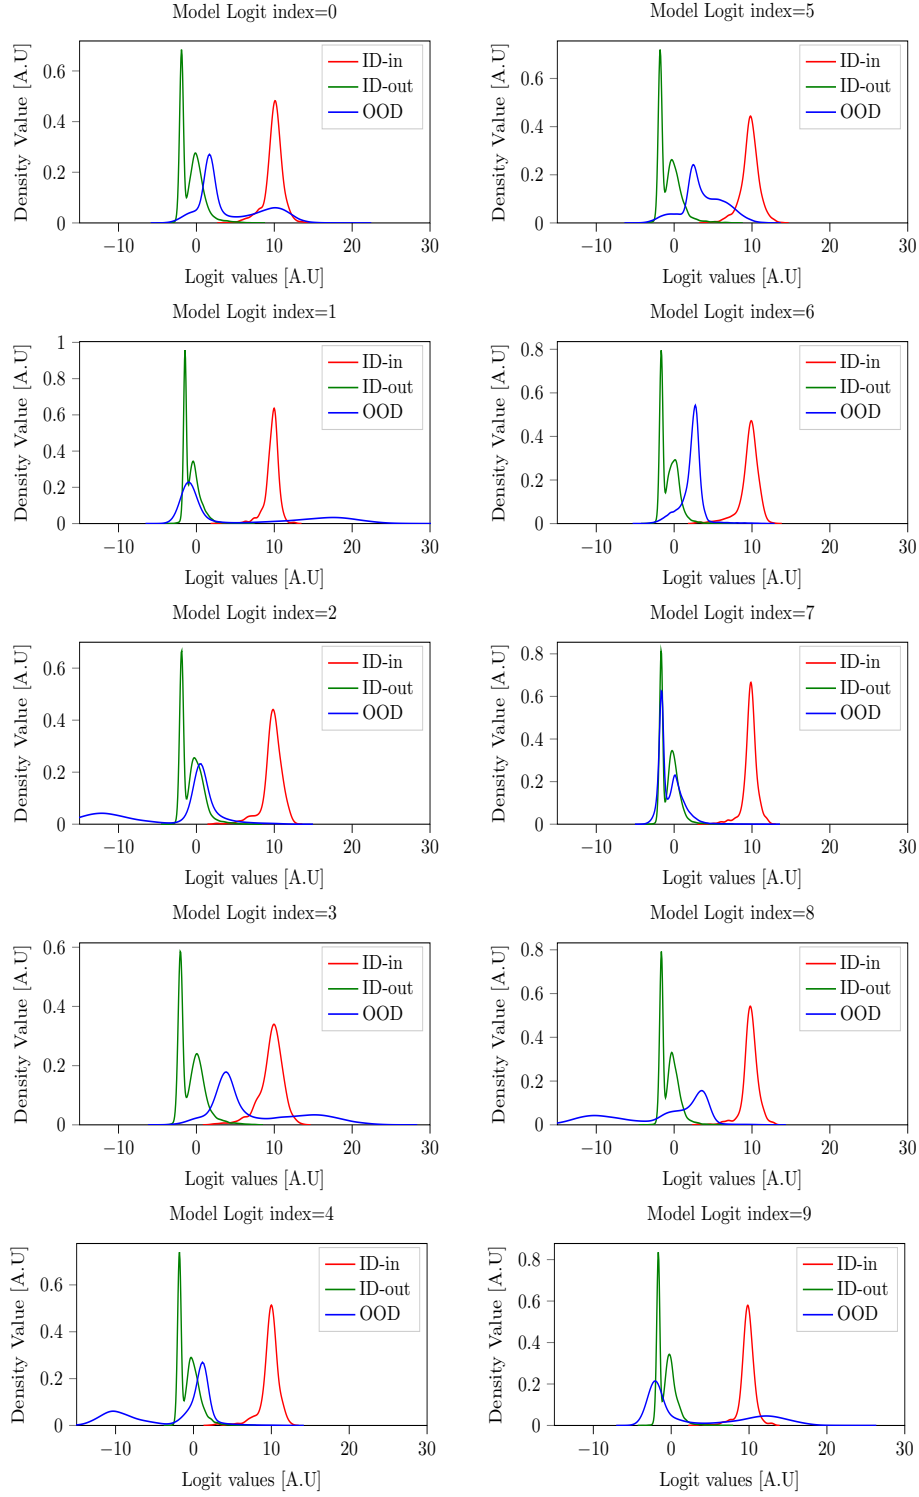 Model Logit index=0
Density Value [A.U]
0.6
0.4
0.2
0
ID-in
ID-out
OOD
−10 0 10 20 30
Logit values [A.U]
Model Logit index=5
Density Value [A.U]
0.6
0.4
0.2
0
ID-in
ID-out
OOD
−10 0 10 20 30
Logit values [A.U]
Model Logit index=1
Density Value [A.U]
1
0.8
0.6
0.4
0.2
0
ID-in
ID-out
OOD
−10 0 10 20 30
Logit values [A.U]
Model Logit index=6
Density Value [A.U]
0.8
0.6
0.4
0.2
0
ID-in
ID-out
OOD
−10 0 10 20 30
Logit values [A.U]
Model Logit index=2
Density Value [A.U]
0.6
0.4
0.2
0
ID-in
ID-out
OOD
−10 0 10 20 30
Logit values [A.U]
Model Logit index=7
Density Value [A.U]
0.8
0.6
0.4
0.2
0
ID-in
ID-out
OOD
−10 0 10 20 30
Logit values [A.U]
Model Logit index=3
Density Value [A.U]
0.6
0.4
0.2
0
ID-in
ID-out
OOD
−10 0 10 20 30
Logit values [A.U]
Model Logit index=8
Density Value [A.U]
0.8
0.6
0.4
0.2
0
ID-in
ID-out
OOD
−10 0 10 20 30
Logit values [A.U]
Model Logit index=4
Density Value [A.U]
0.6
0.4
0.2
0
ID-in
ID-out
OOD
−10 0 10 20 30
Logit values [A.U]
Model Logit index=9
Density Value [A.U]
0.8
0.6
0.4
0.2
0
ID-in
ID-out
OOD
−10 0 10 20 30
Logit values [A.U]